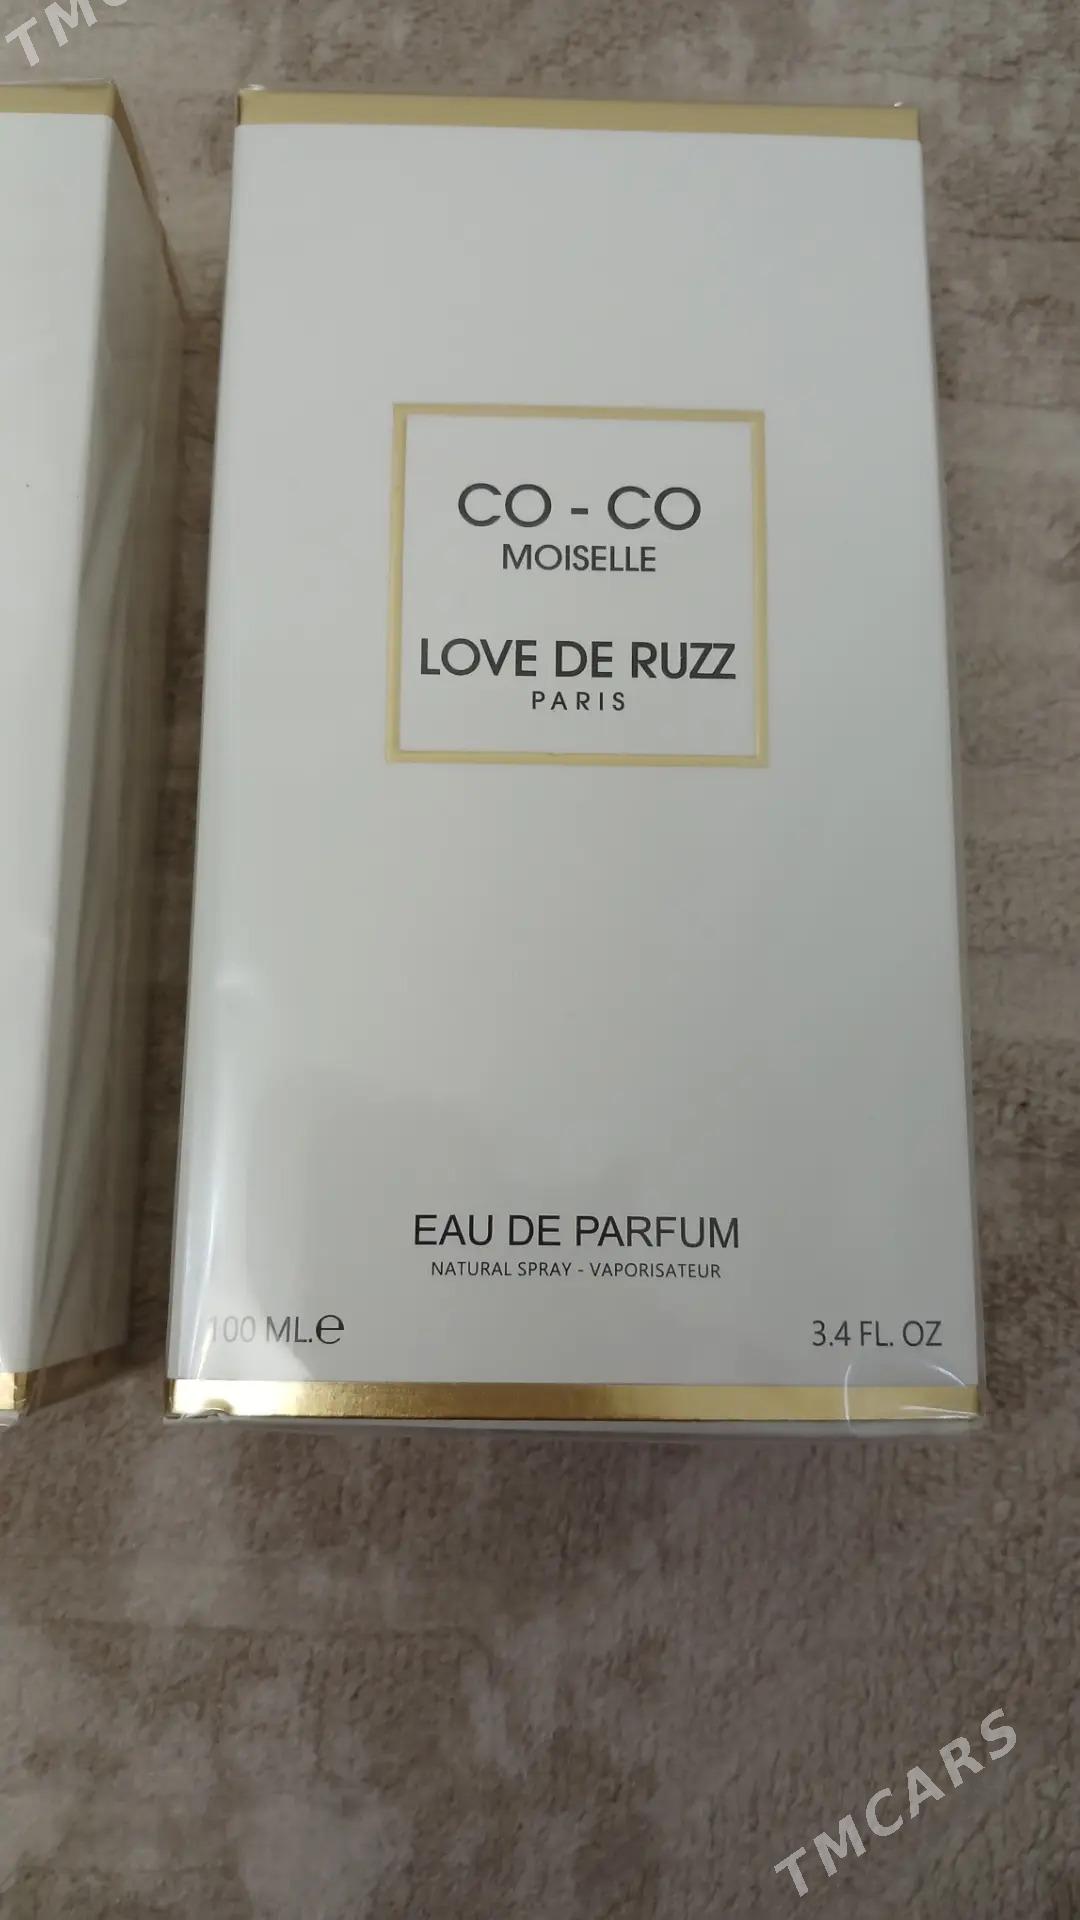 CO - CO
MOISELLE
LOVE DE RUZZ
PARIS
EAU DE PARFUM
NATURAL SPRAY - VAPORISATEUR
100 ML.e
3.4 FL. OZ
TMCARS